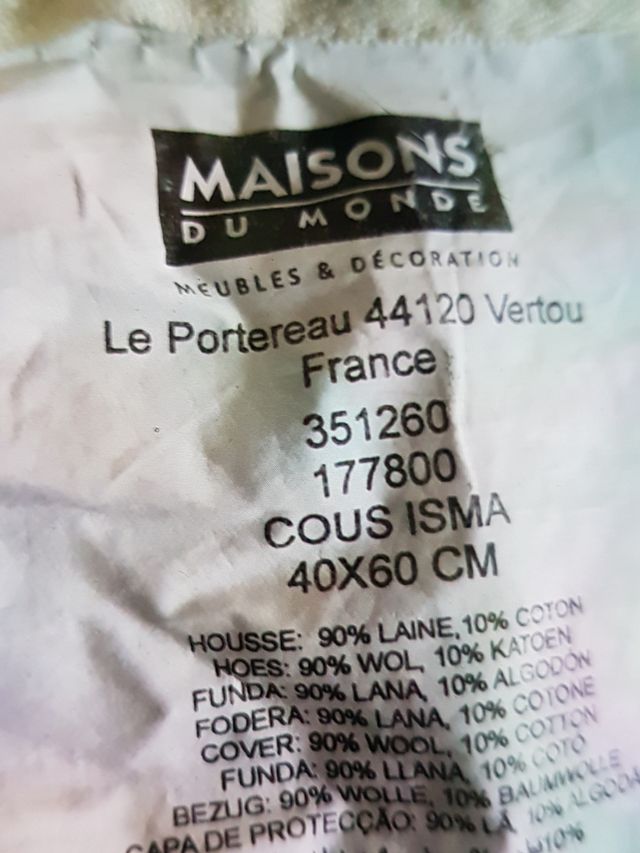 MAISONS
DU MONDE
MEUBLES & DÉCORATION
Le Portereau 44120 Vertou
France
351260
177800
COUS ISMA
40X60 CM
HOUSSE: 90% LAINE, 10% COTON
HOES: 90% WOL, 10% KATOEN
FUNDA: 90% LANA, 10% ALGODÓN
FODERA: 90% LANA, 10% COTONE
COVER: 90% WOOL, 10% COTTON
FUNDA: 90% LLANA, 10% COTÓ
BEZUG: 90% WOLLE, 10% BAUMWOLLE
CAPA DE PROTECÇÃO: 90% LÃ, 10%
10%